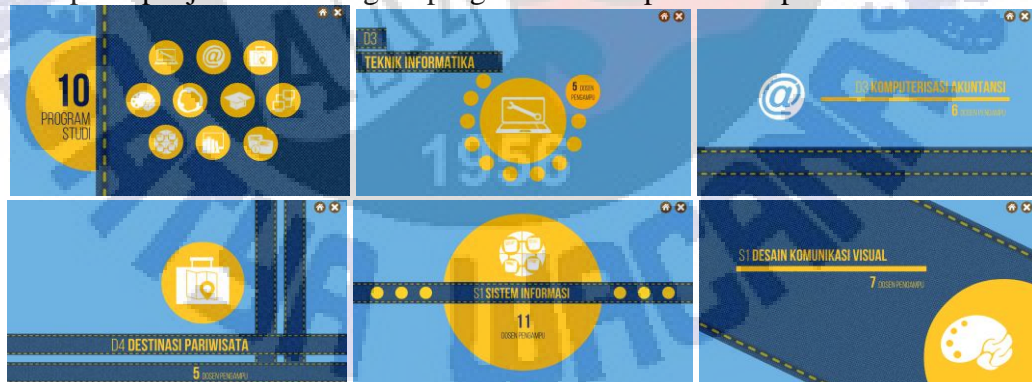 10
PROGRAM
STUDI
D3
TEKNIK INFORMATIKA
5 DOSEN
PENGAMPU
@
D3 KOMPUTERISASI AKUNTANSI
6 DOSEN PENGAMPU
1956
D4 DESTINASI PARIWISATA
5 DOSEN PENGAMPU
S1 SISTEM INFORMASI
11
DOSEN PENGAMPU
S1 DESAIN KOMUNIKASI VISUAL
7 DOSEN PENGAMPU